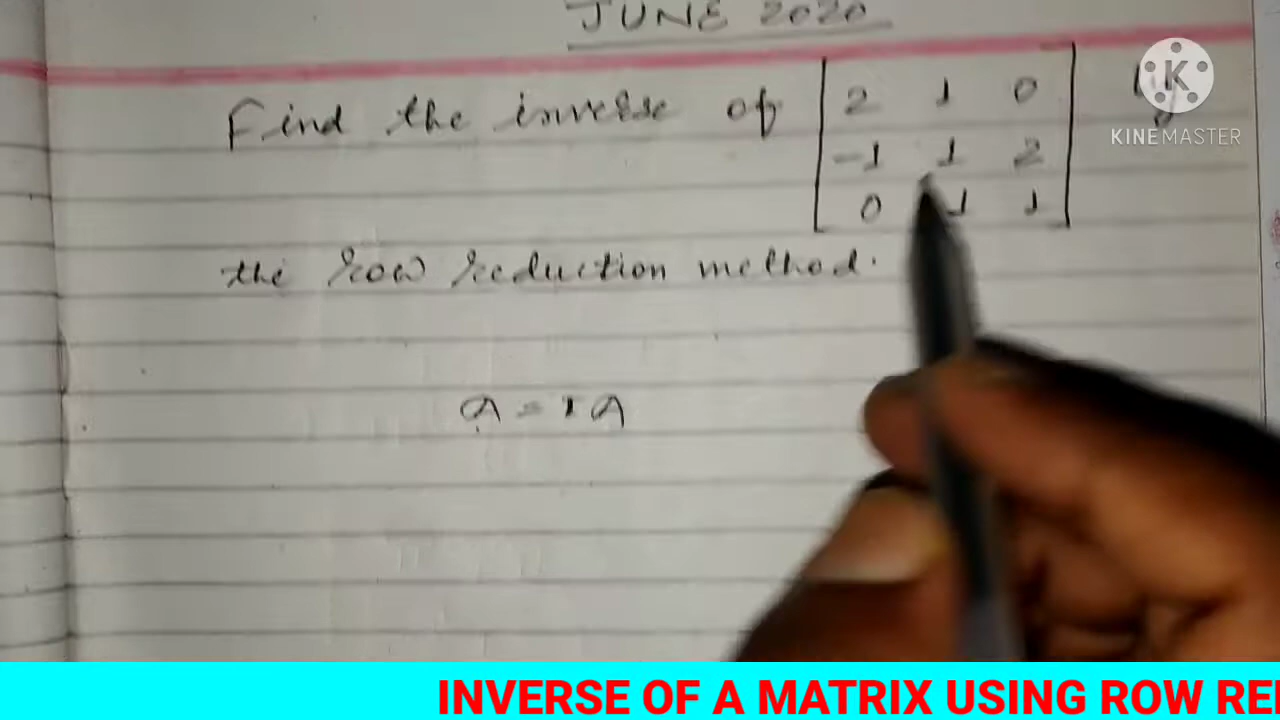 JUNE 2020
Find the inverse of [2 1 0 by
KINEMASTER
-1 1 2
0 1 1]
the row reduction method.
A = IA
INVERSE OF A MATRIX USING ROW RE